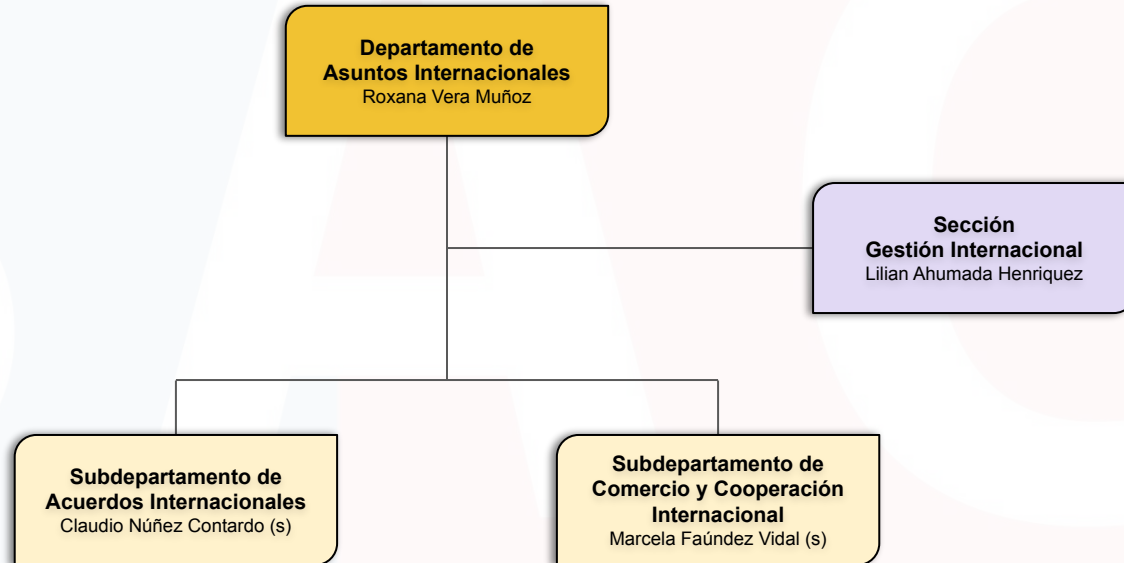 Departamento de
Asuntos Internacionales
Roxana Vera Muñoz
Sección
Gestión Internacional
Lilian Ahumada Henriquez
Subdepartamento de
Acuerdos Internacionales
Claudio Núñez Contardo (s)
Subdepartamento de
Comercio y Cooperación
Internacional
Marcela Faúndez Vidal (s)